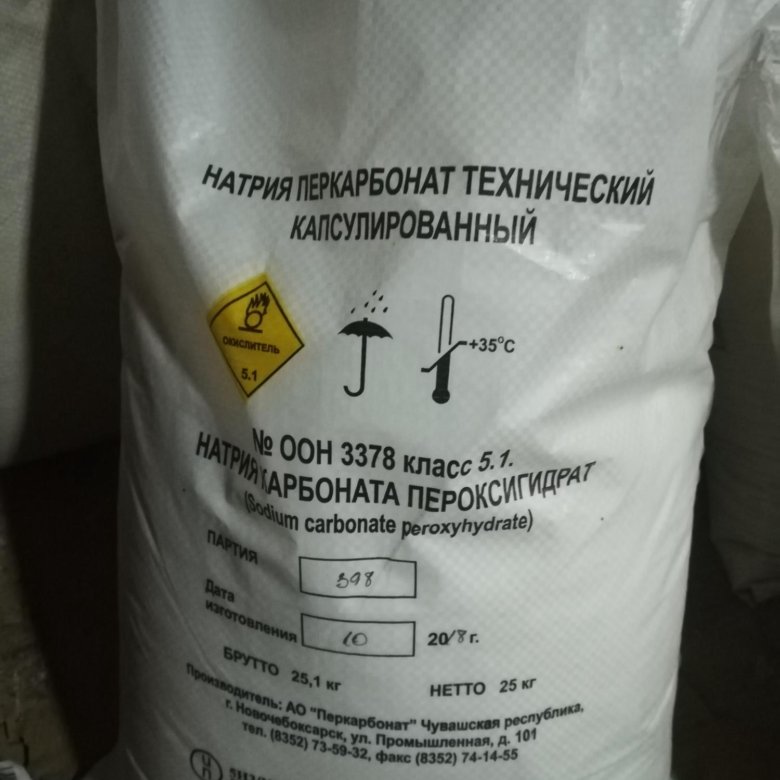 НАТРИЯ ПЕРКАРБОНАТ ТЕХНИЧЕСКИЙ
КАПСУЛИРОВАННЫЙ
ОКИСЛИТЕЛЬ
5.1
+35°C
№ ООН 3378 класс 5.1.
НАТРИЯ КАРБОНАТА ПЕРОКСИГИДРАТ
(Sodium carbonate peroxyhydrate)
ПАРТИЯ 398
Дата
изготовления 10 2018 г.
БРУТТО 25,1 кг НЕТТО 25 кг
Производитель: АО "Перкарбонат" Чувашская республика,
г. Новочебоксарск, ул. Промышленная, д. 101
тел. (8352) 73-59-32, факс (8352) 74-14-55